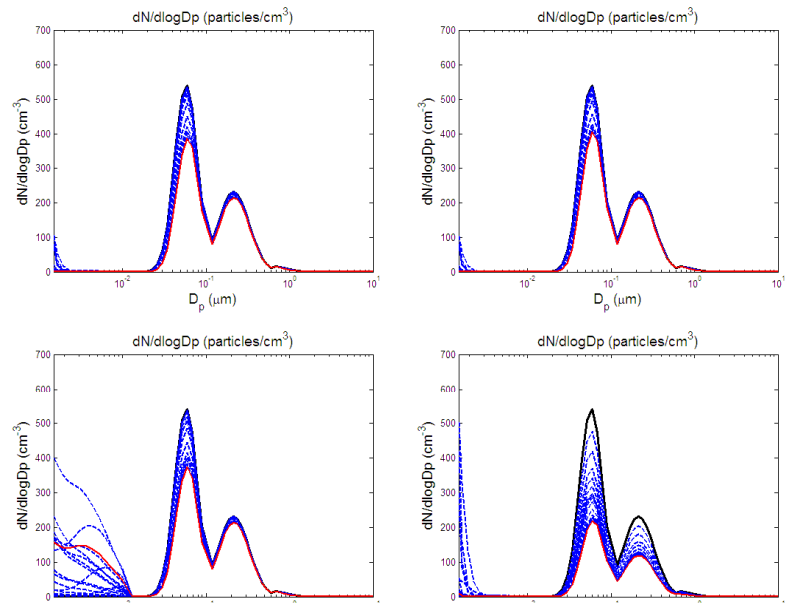 dN/dlogDp (particles/cm³) dN/dlogDp (particles/cm³)
700 700
600 600
500 500
400 400
300 300
200 200
100 100
0 0
dN/dlogDp (cm⁻³) dN/dlogDp (cm⁻³)
10⁻² 10⁻¹ 10⁰ 10¹ 10⁻² 10⁻¹ 10⁰ 10¹
Dₚ (μm) Dₚ (μm)
dN/dlogDp (particles/cm³) dN/dlogDp (particles/cm³)
700 700
600 600
500 500
400 400
300 300
200 200
100 100
0 0
dN/dlogDp (cm⁻³) dN/dlogDp (cm⁻³)